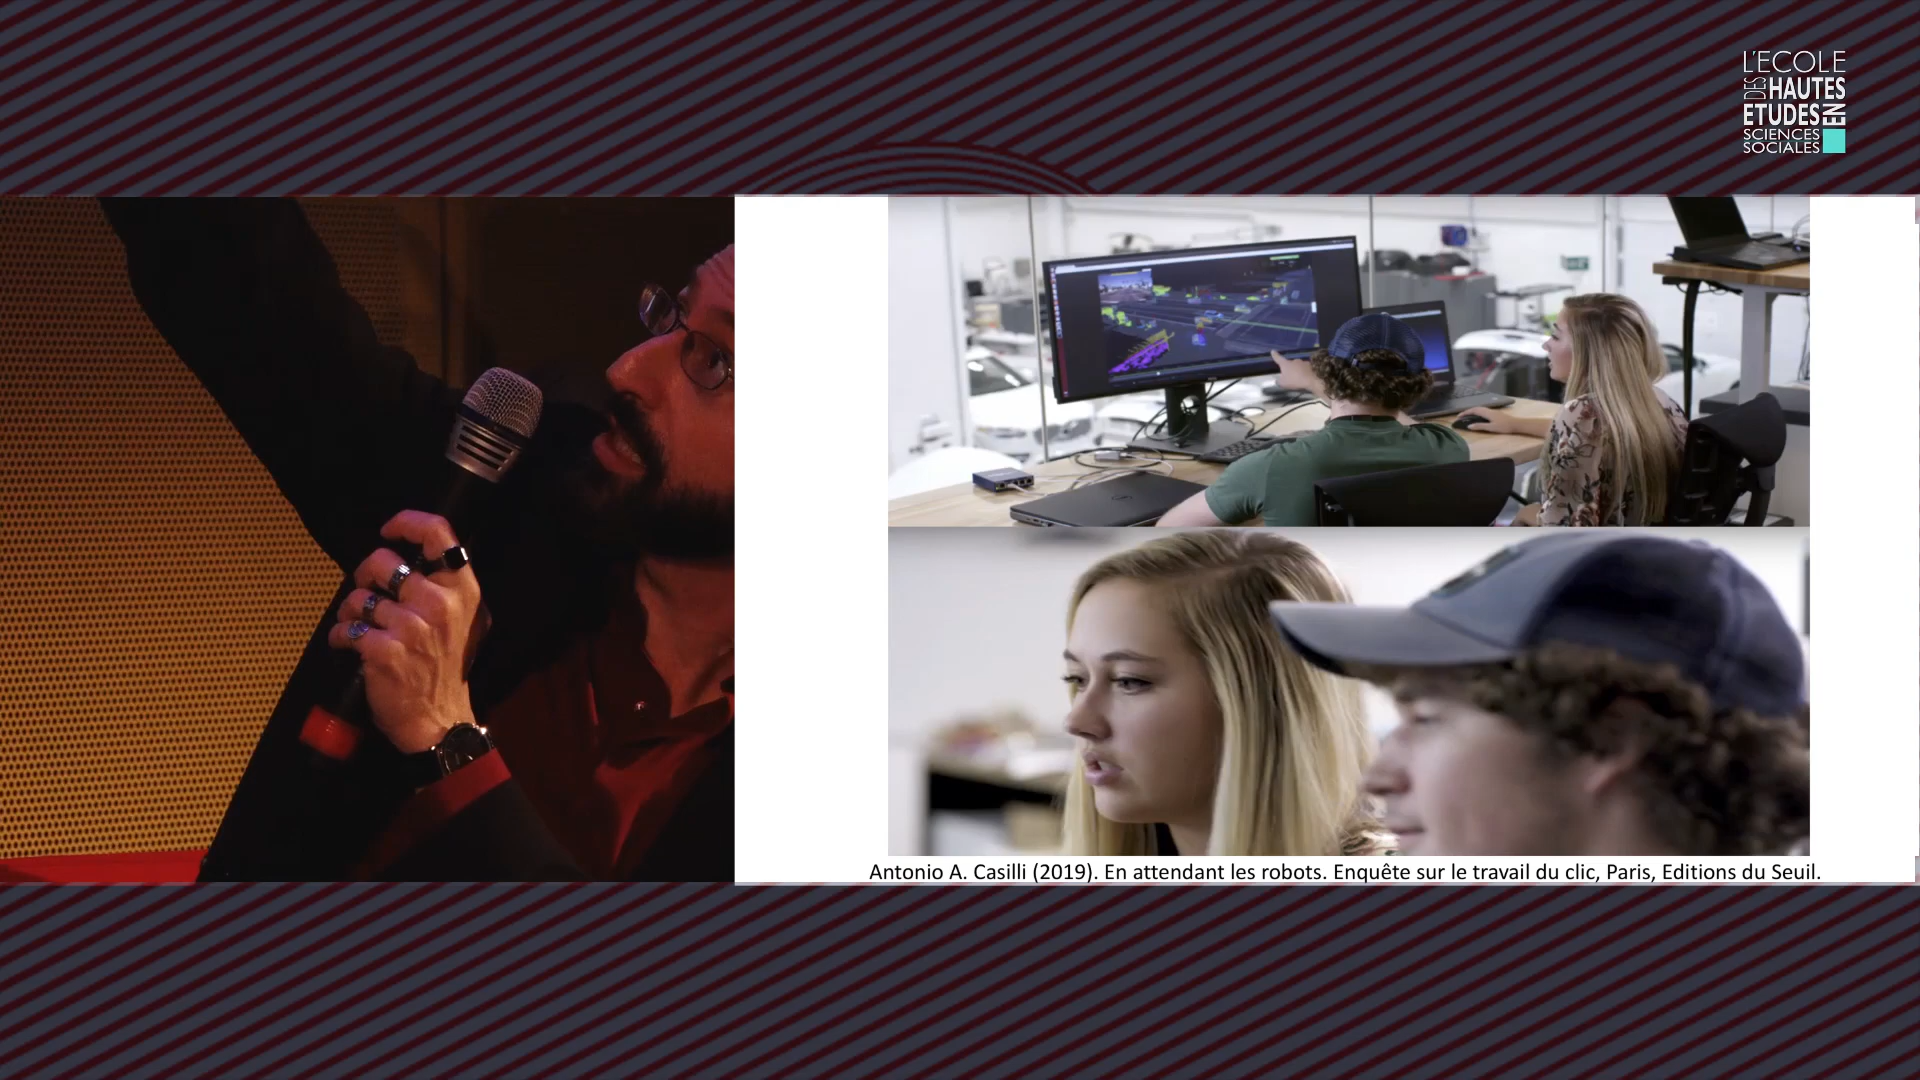 L'ECOLE
DES HAUTES
ETUDES EN
SCIENCES
SOCIALES
Antonio A. Casilli (2019). En attendant les robots. Enquête sur le travail du clic, Paris, Editions du Seuil.